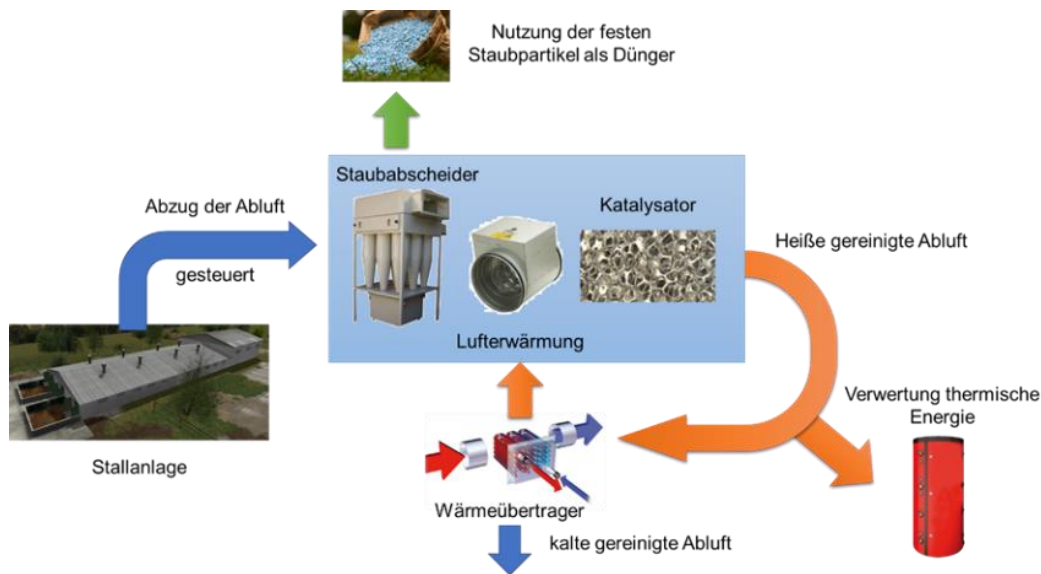 Nutzung der festen
Staubpartikel als Dünger
Staubabscheider
Abzug der Abluft
Katalysator
gesteuert
Heiße gereinigte Abluft
Lufterwärmung
Verwertung thermische
Energie
Stallanlage
Wärmeübertrager
kalte gereinigte Abluft